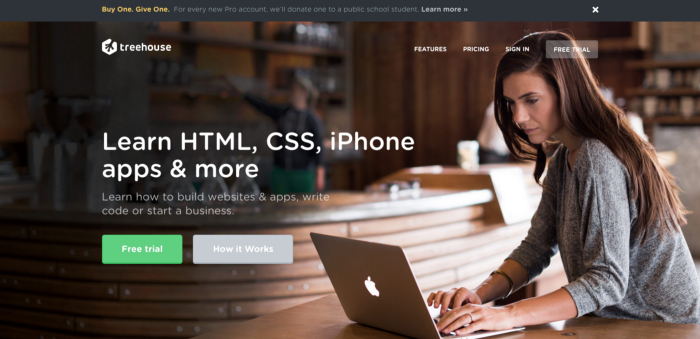 Buy One. Give One. For every new Pro account, we'll donate one to a public school student. Learn more »
treehouse
FEATURES PRICING SIGN IN FREE TRIAL
Learn HTML, CSS, iPhone
apps & more
Learn how to build websites & apps, write
code or start a business.
Free trial How it Works